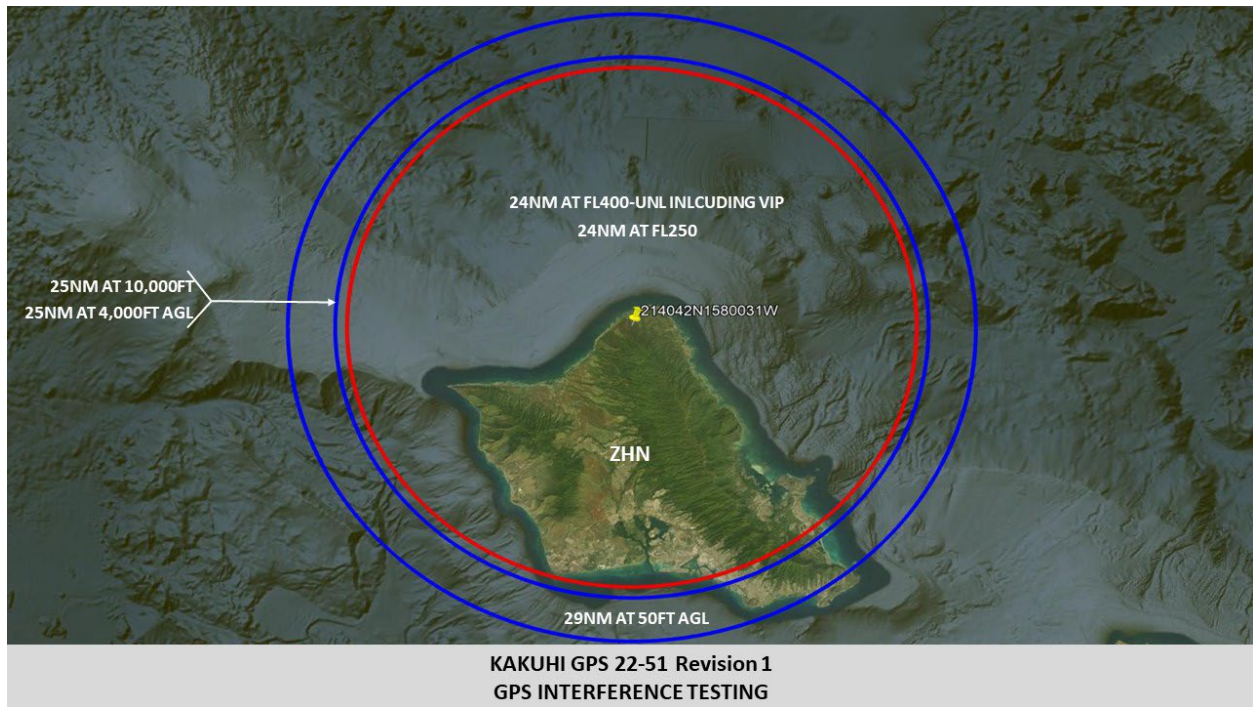 24NM AT FL400-UNL INLCUDING VIP
24NM AT FL250
25NM AT 10,000FT
25NM AT 4,000FT AGL
214042N1580031W
ZHN
29NM AT 50FT AGL
KAKUHI GPS 22-51 Revision 1
GPS INTERFERENCE TESTING